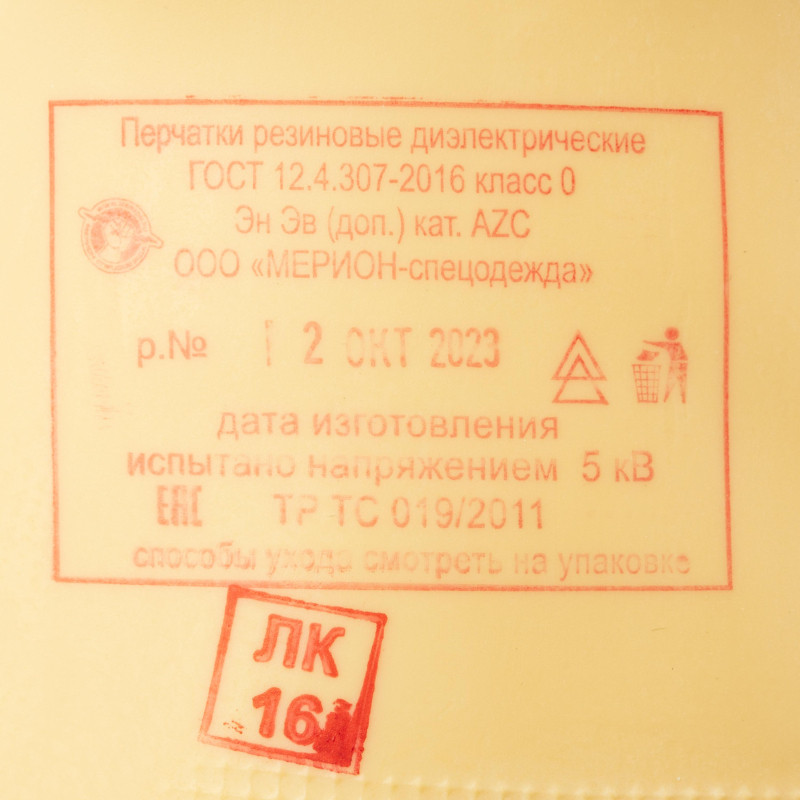 Перчатки резиновые диэлектрические
ГОСТ 12.4.307-2016 класс 0
Эн Эв (доп.) кат. AZC
ООО «МЕРИОН-спецодежда»
р.№ 12 ОКТ 2023
дата изготовления
испытано напряжением 5 кВ
ЕАС ТР ТС 019/2011
способы ухода смотреть на упаковке
ЛК
16